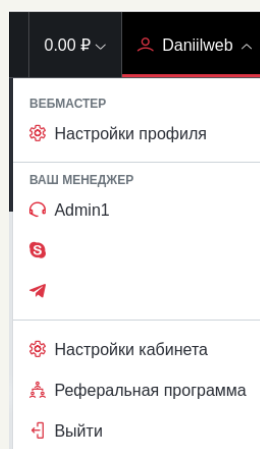 0.00 ₽ Daniilweb
ВЕБМАСТЕР
Настройки профиля
ВАШ МЕНЕДЖЕР
Admin1
Настройки кабинета
Реферальная программа
Выйти